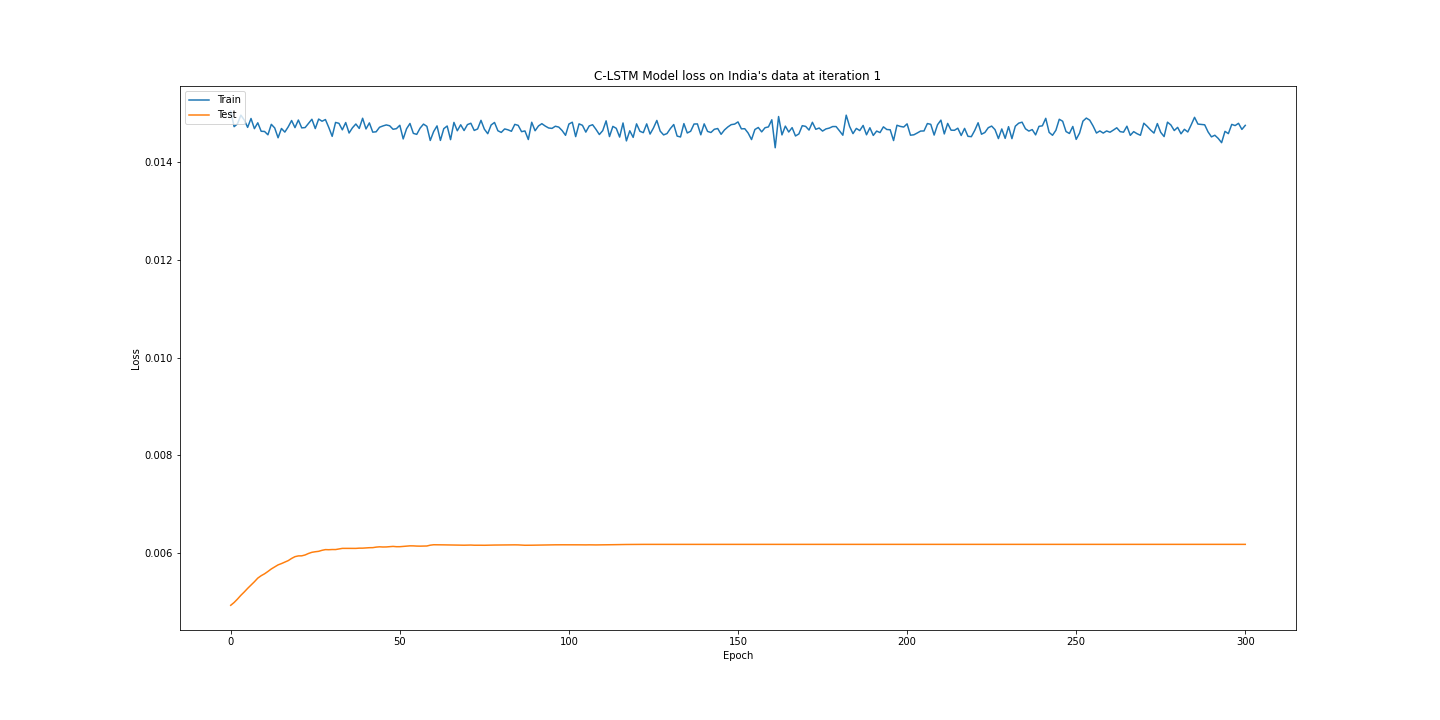 C-LSTM Model loss on India's data at iteration 1
Train
Test
0.014
0.012
0.010
0.008
0.006
Loss
0 50 100 150 200 250 300
Epoch